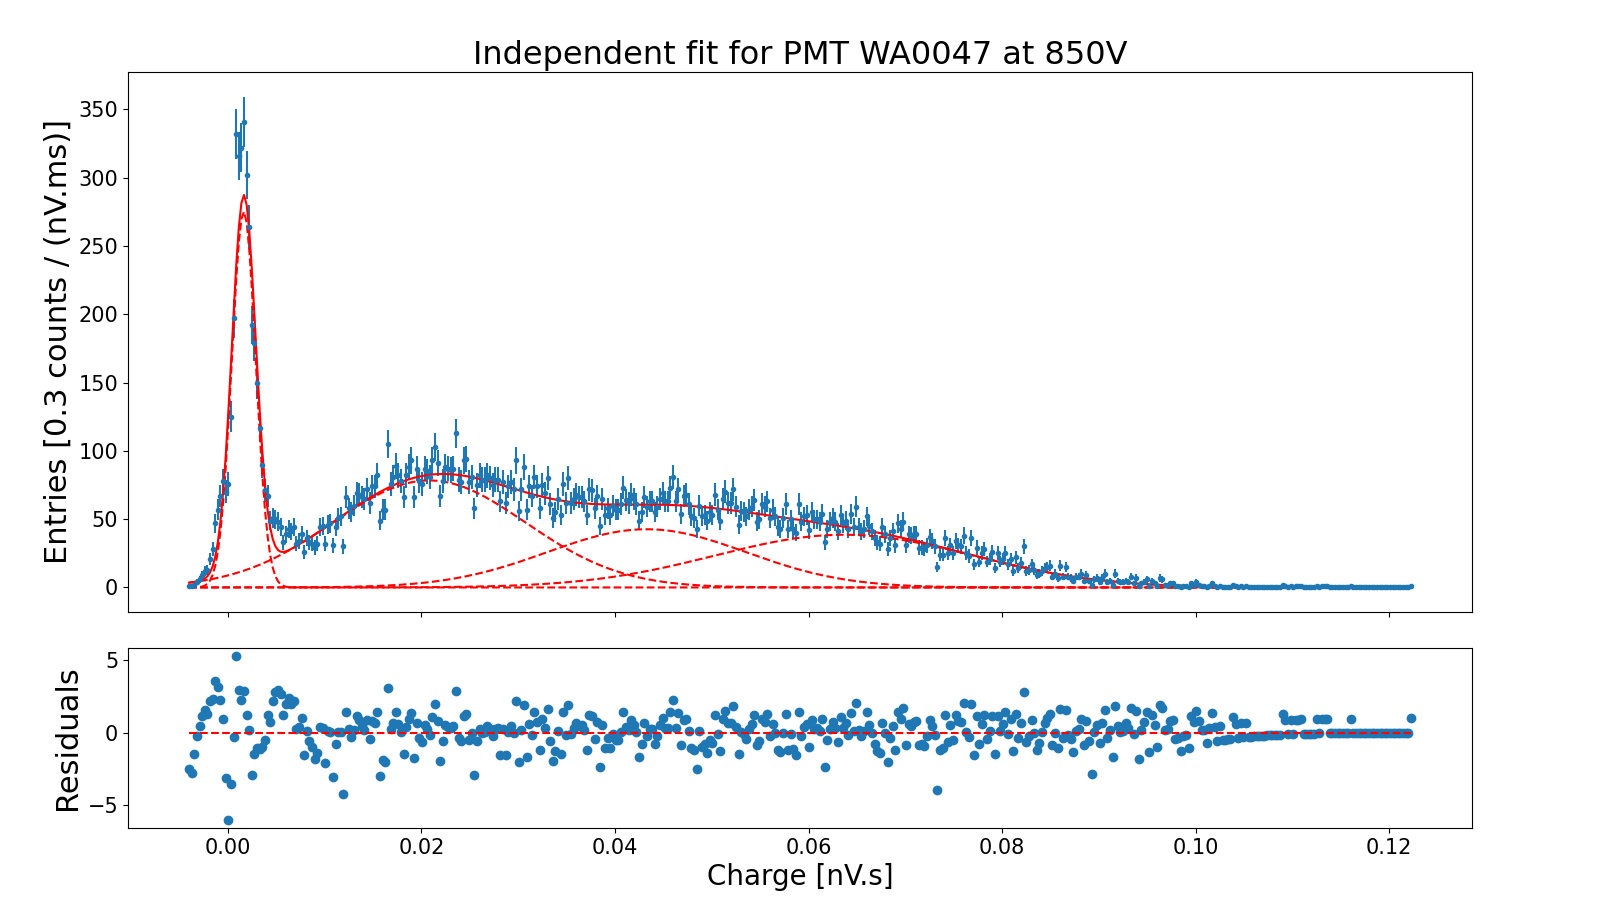 Independent fit for PMT WA0047 at 850V
Entries [0.3 counts / (nV.ms)]
350
300
250
200
150
100
50
0
Residuals
5
0
−5
0.00 0.02 0.04 0.06 0.08 0.10 0.12
Charge [nV.s]